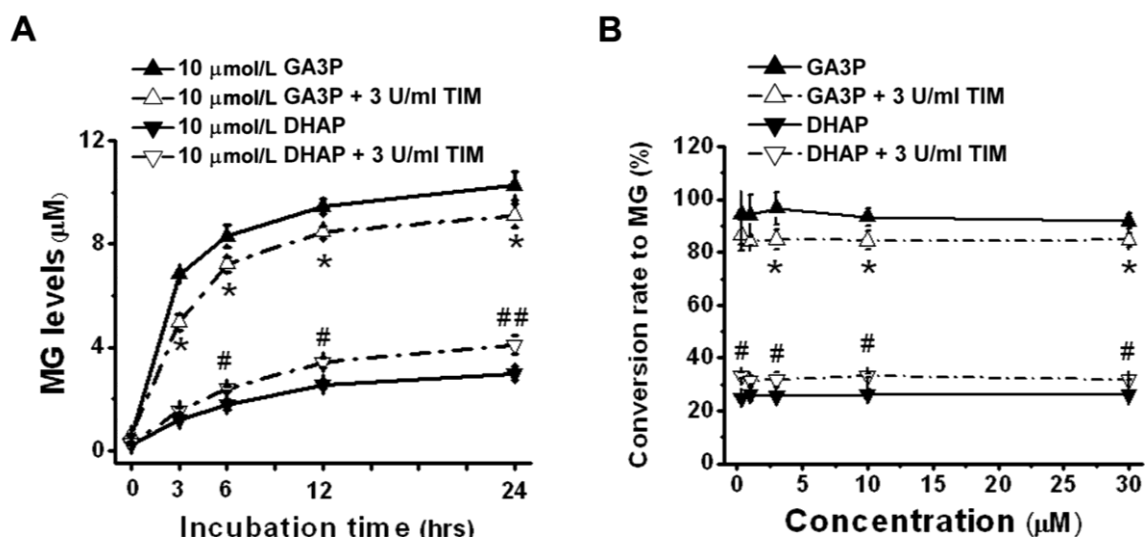 A
10 μmol/L GA3P
10 μmol/L GA3P + 3 U/ml TIM
10 μmol/L DHAP
10 μmol/L DHAP + 3 U/ml TIM
12
8
4
0
MG levels (μM)
* * * *
# # ##
0 3 6 12 24
Incubation time (hrs)
B
GA3P
GA3P + 3 U/ml TIM
DHAP
DHAP + 3 U/ml TIM
120
100
80
60
40
20
0
Conversion rate to MG (%)
* * *
# # # #
0 5 10 15 20 25 30
Concentration (μM)